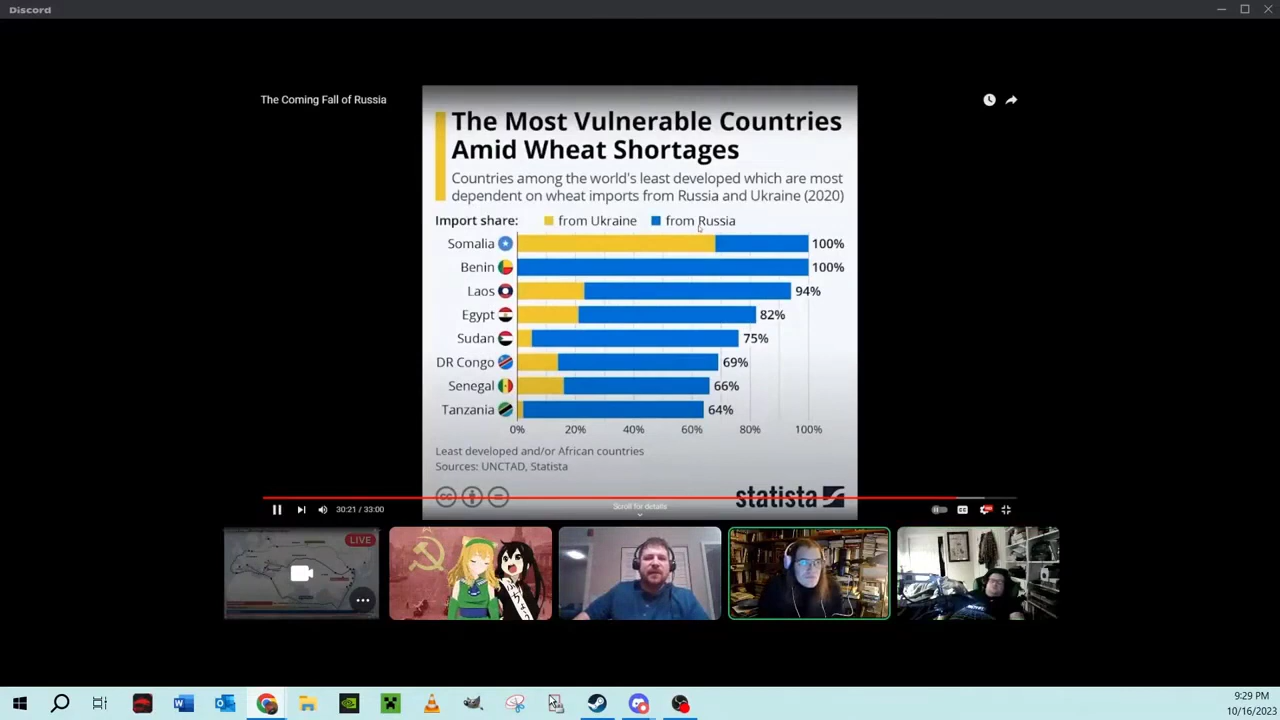 Discord
The Coming Fall of Russia
The Most Vulnerable Countries
Amid Wheat Shortages
Countries among the world's least developed which are most
dependent on wheat imports from Russia and Ukraine (2020)
Import share: from Ukraine from Russia
Somalia 100%
Benin 100%
Laos 94%
Egypt 82%
Sudan 75%
DR Congo 69%
Senegal 66%
Tanzania 64%
0% 20% 40% 60% 80% 100%
Least developed and/or African countries
Sources: UNCTAD, Statista
statista
Scroll for details
30:21 / 33:00
LIVE
9:29 PM
10/16/2023